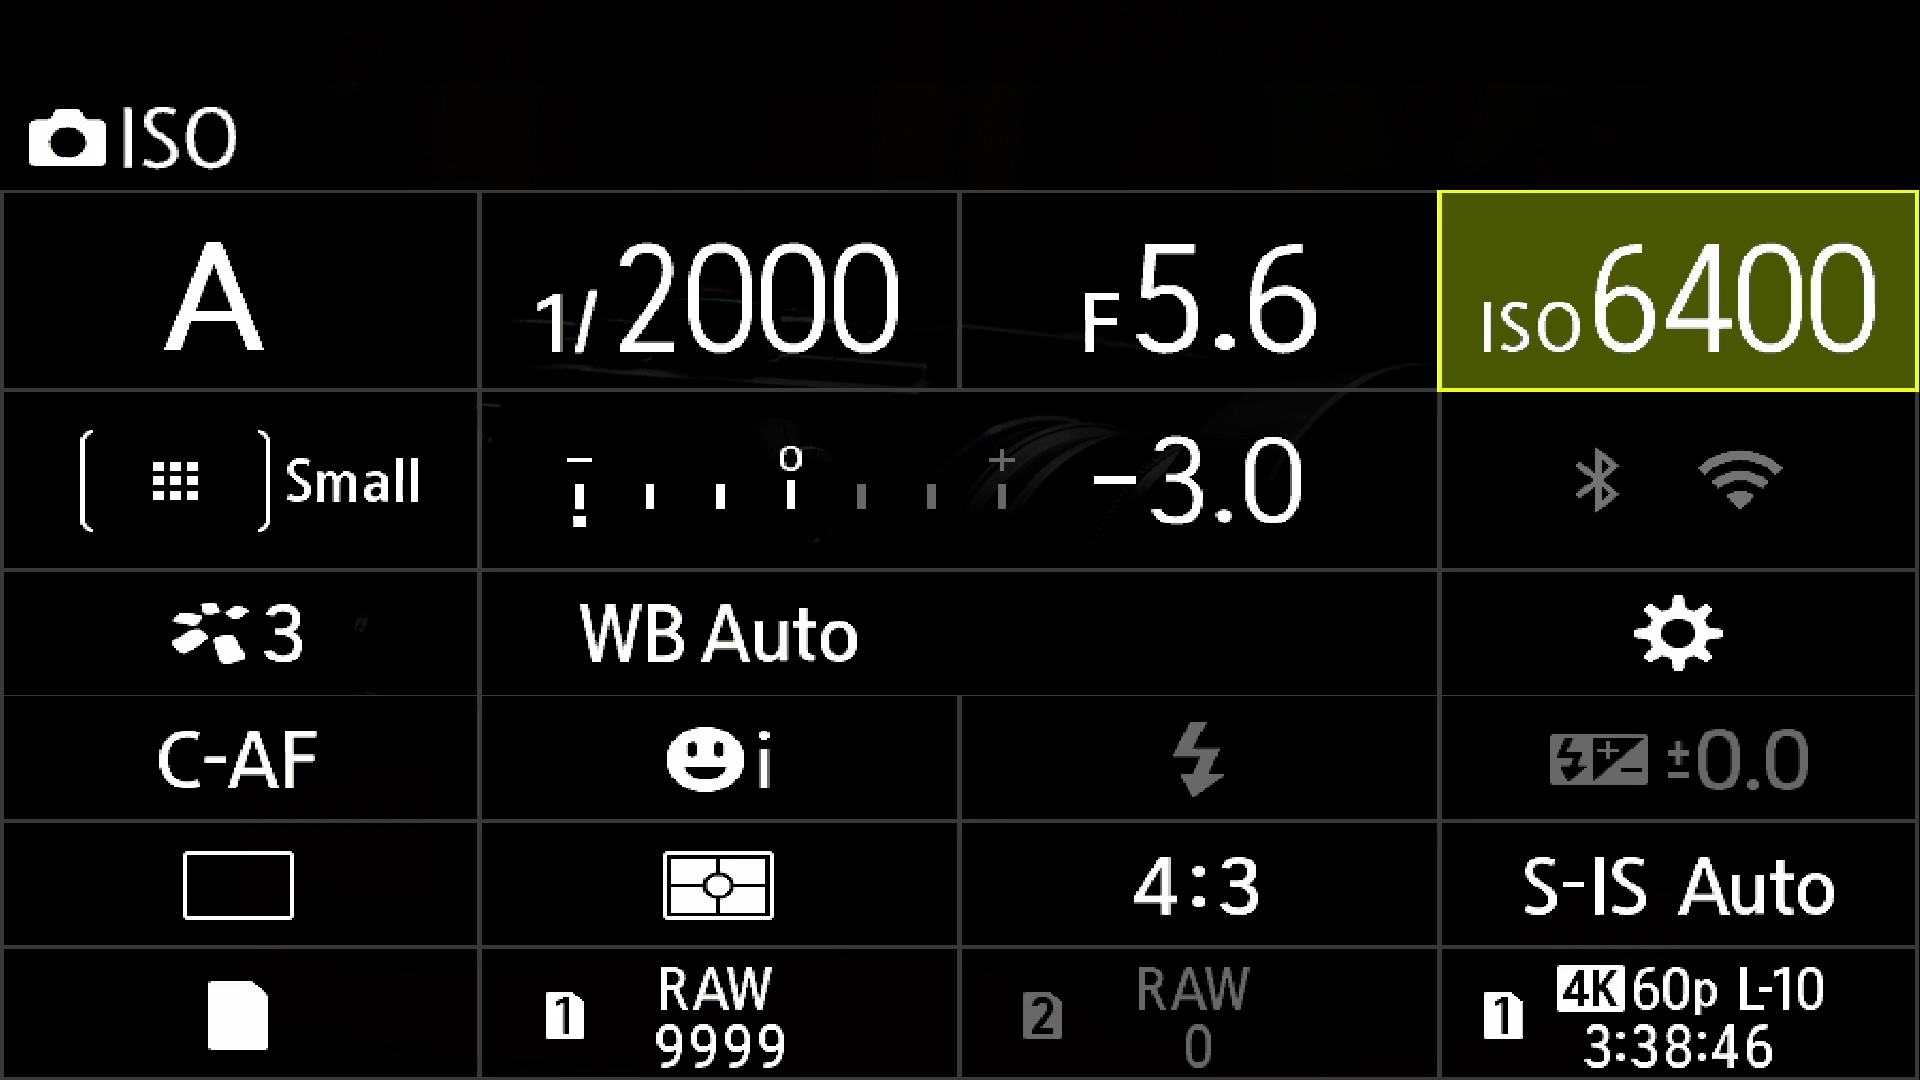 ISO
A 1/2000 F5.6 ISO6400
Small − 0 + −3.0
3 WB Auto
C-AF i ±0.0
4:3 S-IS Auto
1 RAW 2 RAW 1 4K 60p L-10
9999 0 3:38:46